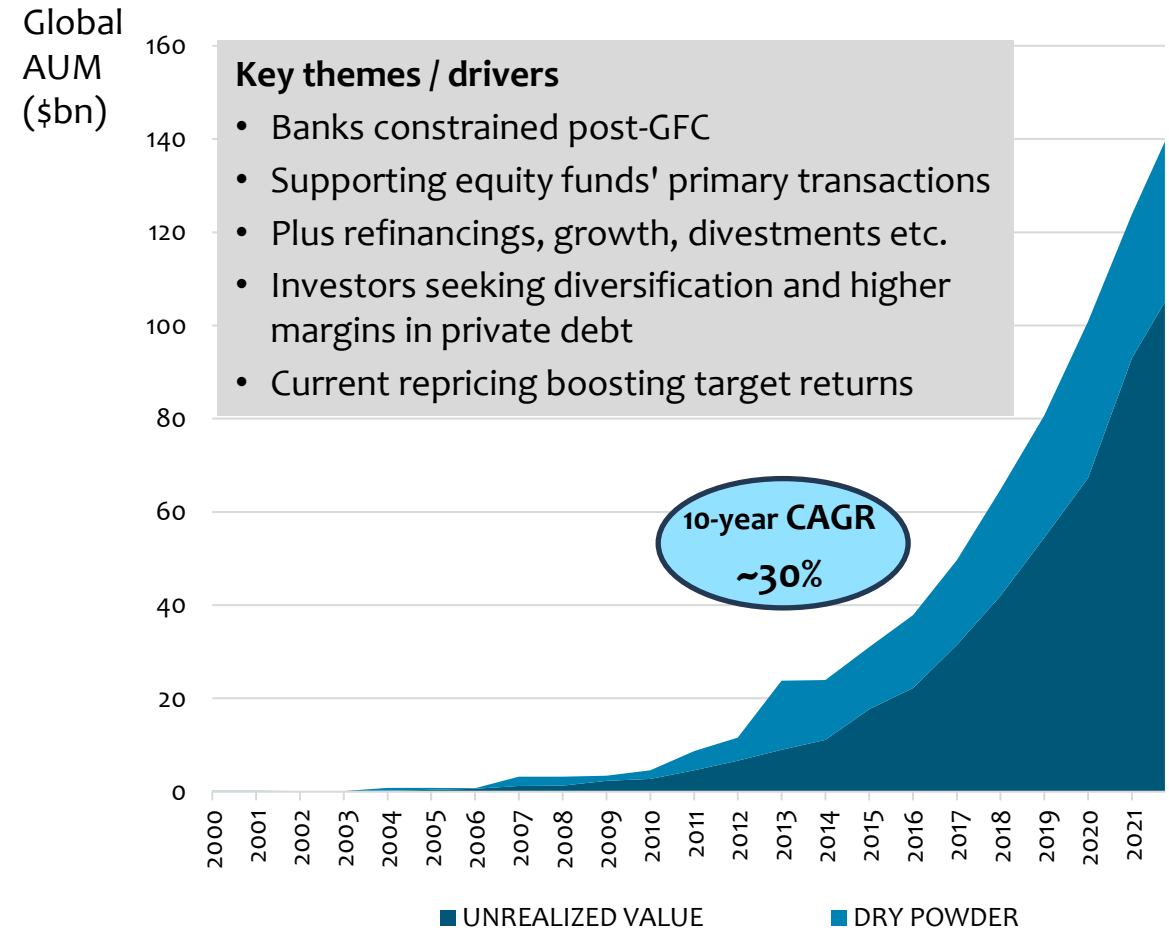 Global
AUM
($bn)
160
140
120
100
80
60
40
20
0
Key themes / drivers
• Banks constrained post-GFC
• Supporting equity funds' primary transactions
• Plus refinancings, growth, divestments etc.
• Investors seeking diversification and higher
margins in private debt
• Current repricing boosting target returns
10-year CAGR
~30%
2000
2001
2002
2003
2004
2005
2006
2007
2008
2009
2010
2011
2012
2013
2014
2015
2016
2017
2018
2019
2020
2021
UNREALIZED VALUE
DRY POWDER